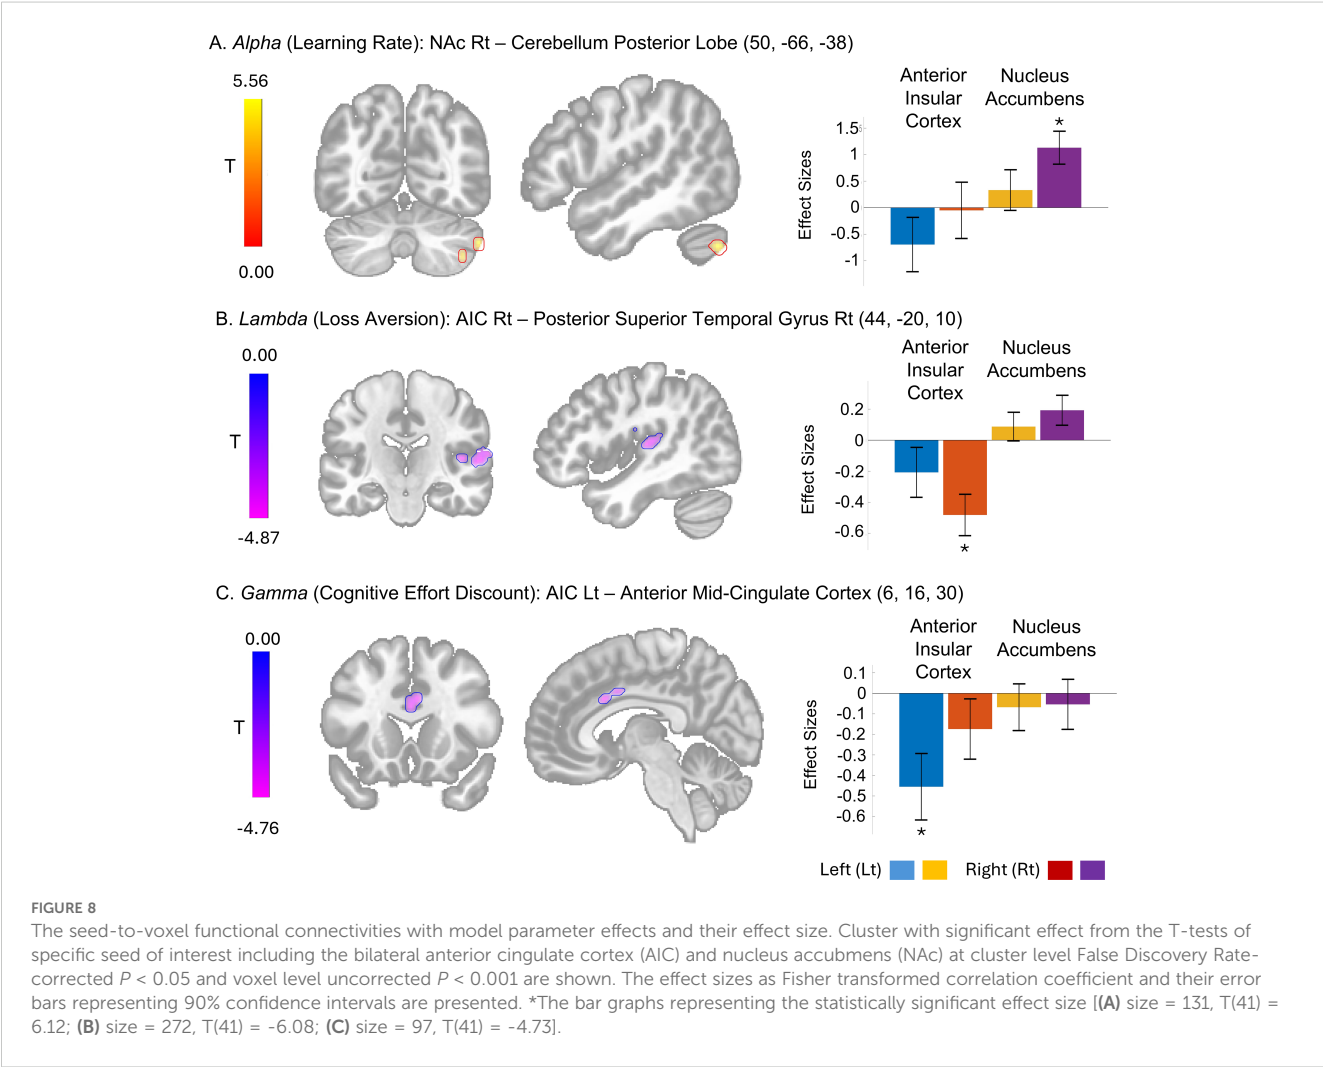 A. Alpha (Learning Rate): NAc Rt – Cerebellum Posterior Lobe (50, -66, -38)
5.56
T
0.00
Anterior
Insular
Cortex
Nucleus
Accumbens
*
Effect Sizes
1.5
1
0.5
0
-0.5
-1
B. Lambda (Loss Aversion): AIC Rt – Posterior Superior Temporal Gyrus Rt (44, -20, 10)
0.00
T
-4.87
Anterior
Insular
Cortex
Nucleus
Accumbens
Effect Sizes
0.2
0
-0.2
-0.4
-0.6
*
C. Gamma (Cognitive Effort Discount): AIC Lt – Anterior Mid-Cingulate Cortex (6, 16, 30)
0.00
T
-4.76
Anterior
Insular
Cortex
Nucleus
Accumbens
Effect Sizes
0.1
0
-0.1
-0.2
-0.3
-0.4
-0.5
-0.6
*
Left (Lt) Right (Rt)
FIGURE 8
The seed-to-voxel functional connectivities with model parameter effects and their effect size. Cluster with significant effect from the T-tests of
specific seed of interest including the bilateral anterior cingulate cortex (AIC) and nucleus accubmens (NAc) at cluster level False Discovery Rate-
corrected P < 0.05 and voxel level uncorrected P < 0.001 are shown. The effect sizes as Fisher transformed correlation coefficient and their error
bars representing 90% confidence intervals are presented. *The bar graphs representing the statistically significant effect size [(A) size = 131, T(41) =
6.12; (B) size = 272, T(41) = -6.08; (C) size = 97, T(41) = -4.73].